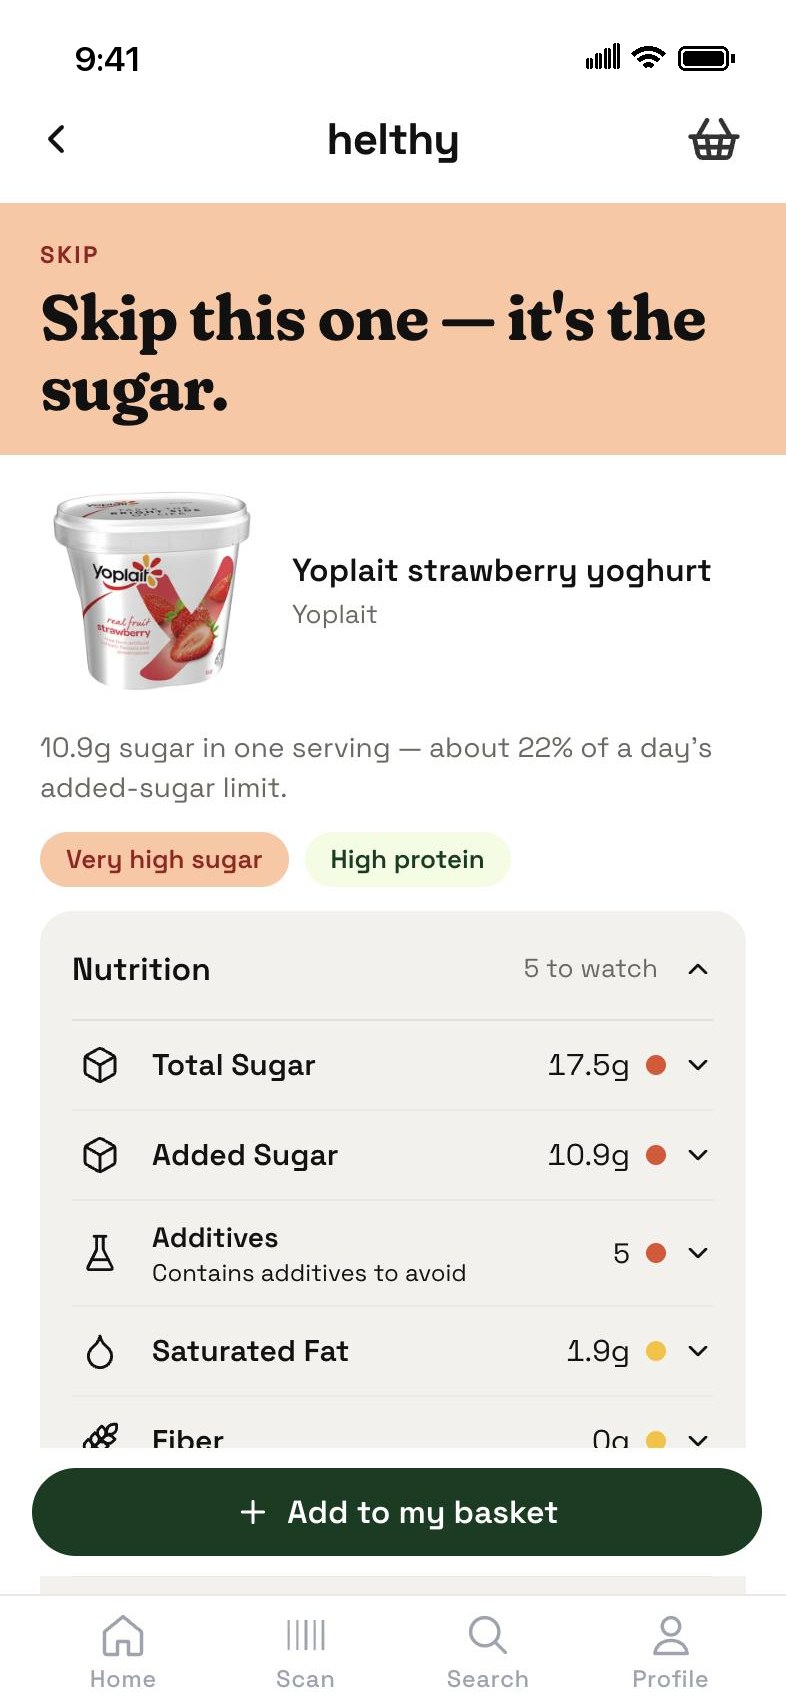 9:41
helthy
SKIP
Skip this one — it's the
sugar.
Yoplait
real fruit
strawberry
Yoplait strawberry yoghurt
Yoplait
10.9g sugar in one serving — about 22% of a day’s
added-sugar limit.
Very high sugar
High protein
Nutrition 5 to watch
Total Sugar 17.5g
Added Sugar 10.9g
Additives
Contains additives to avoid
5
Saturated Fat 1.9g
Fiber 0g
+ Add to my basket
Home Scan Search Profile